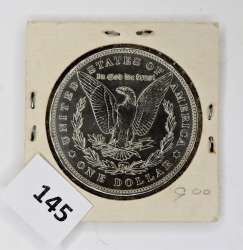 UNITED STATES OF AMERICA
In God we trust
ONE DOLLAR
145
9 00